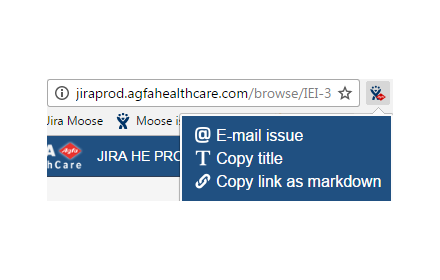 jiraprod.agfahealthcare.com/browse/IEI-3
Jira Moose Moose is
E-mail issue
Copy title
Copy link as markdown
A Agfa JIRA HE PRO
hCare